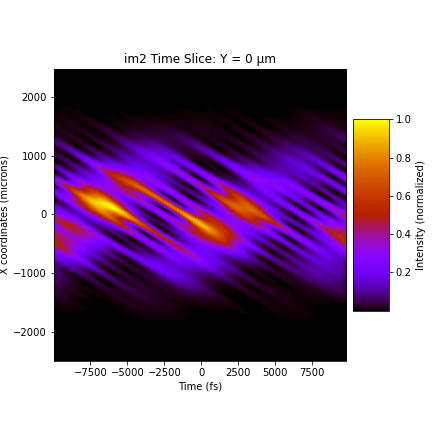 im2 Time Slice: Y = 0 μm
X coordinates (microns)
2000
1000
0
−1000
−2000
−7500 −5000 −2500 0 2500 5000 7500
Time (fs)
1.0
0.8
0.6
0.4
0.2
Intensity (normalized)